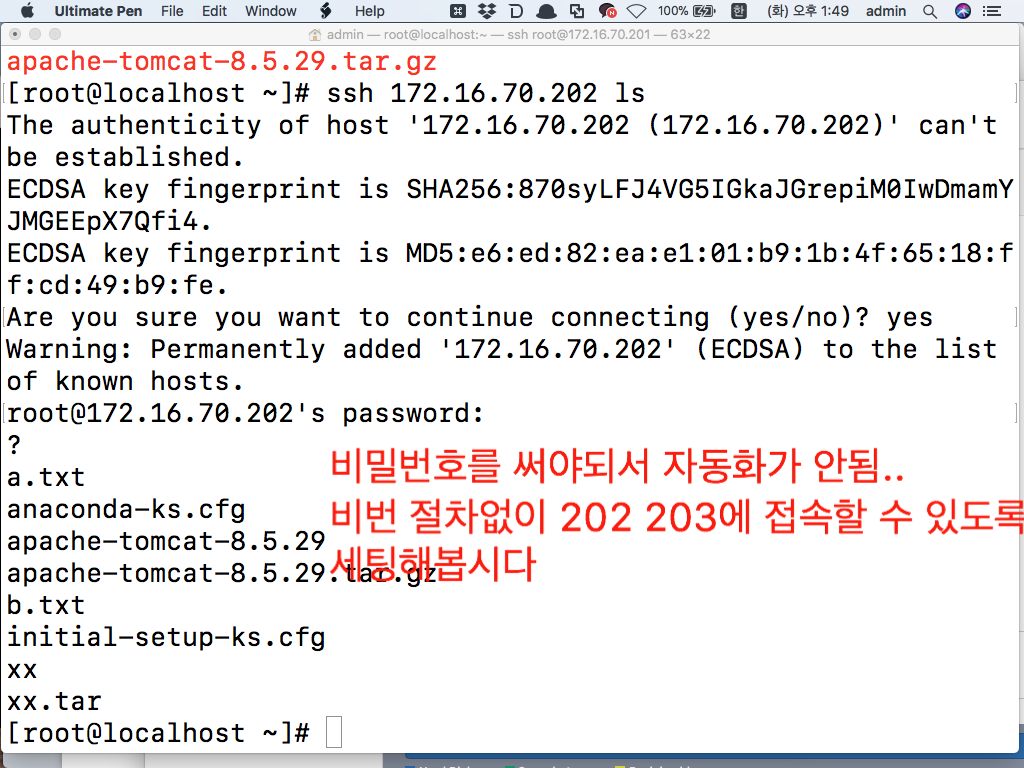 Ultimate Pen File Edit Window Help 100% 한 (화) 오후 1:49 admin
admin — root@localhost:~ — ssh root@172.16.70.201 — 63×22
apache-tomcat-8.5.29.tar.gz
[root@localhost ~]# ssh 172.16.70.202 ls
The authenticity of host '172.16.70.202 (172.16.70.202)' can't
be established.
ECDSA key fingerprint is SHA256:870syLFJ4VG5IGkaJGrepiM0IwDmamY
JMGEEpX7Qfi4.
ECDSA key fingerprint is MD5:e6:ed:82:ea:e1:01:b9:1b:4f:65:18:f
f:cd:49:b9:fe.
Are you sure you want to continue connecting (yes/no)? yes
Warning: Permanently added '172.16.70.202' (ECDSA) to the list
of known hosts.
root@172.16.70.202's password:
?
a.txt
anaconda-ks.cfg
apache-tomcat-8.5.29
apache-tomcat-8.5.29.tar.gz
b.txt
initial-setup-ks.cfg
xx
xx.tar
[root@localhost ~]#
비밀번호를 써야되서 자동화가 안됨..
비번 절차없이 202 203에 접속할 수 있도록
세팅해봅시다